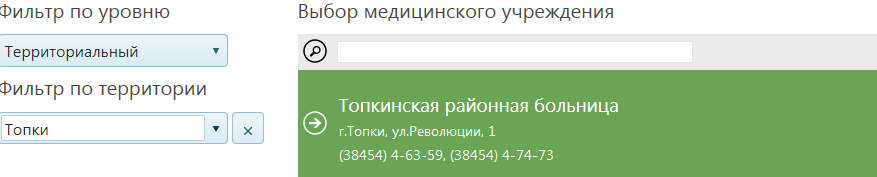 Фильтр по уровню
Территориальный
Фильтр по территории
Топки
Выбор медицинского учреждения
Топкинская районная больница
г.Топки, ул.Революции, 1
(38454) 4-63-59, (38454) 4-74-73